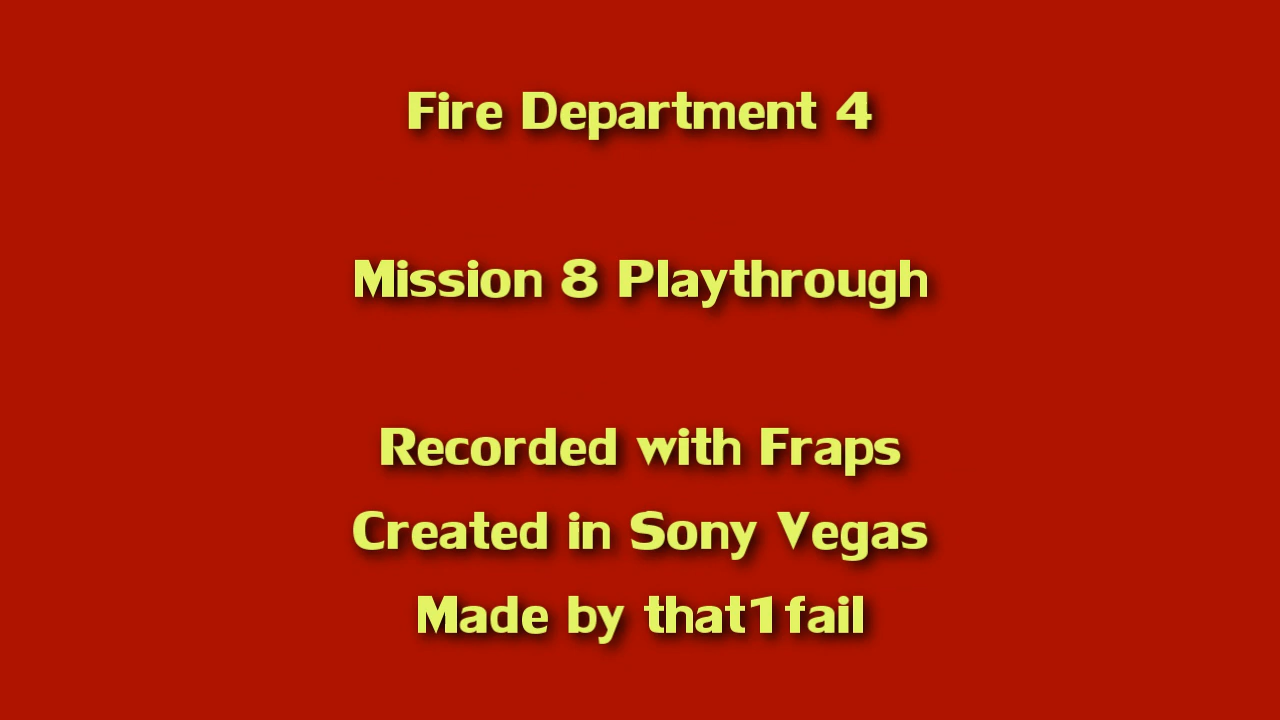 Fire Department 4
Mission 8 Playthrough
Recorded with Fraps
Created in Sony Vegas
Made by that1fail